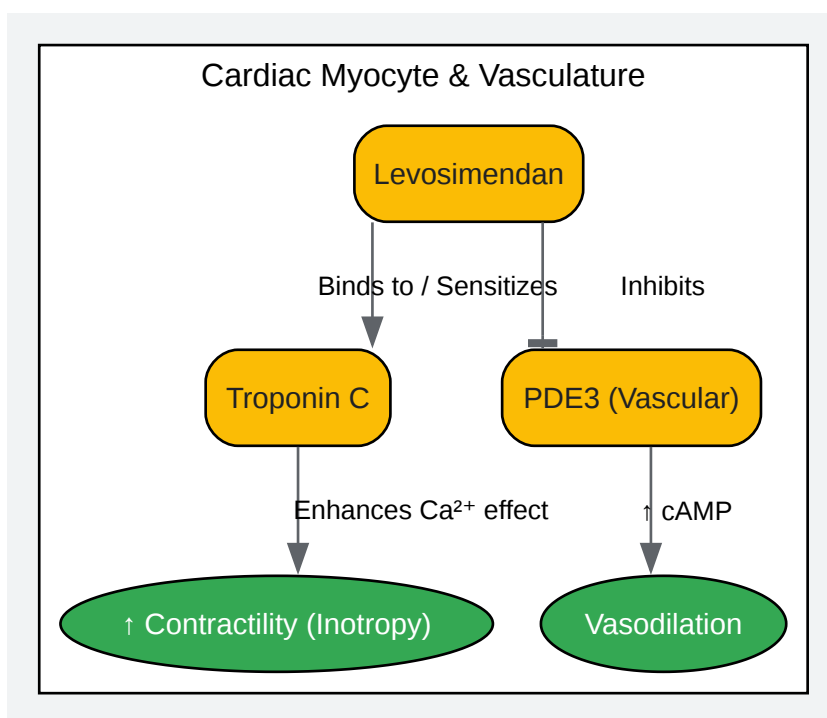 Cardiac Myocyte & Vasculature
Levosimendan
Binds to / Sensitizes
Inhibits
Troponin C
PDE3 (Vascular)
Enhances Ca²⁺ effect
↑ cAMP
↑ Contractility (Inotropy)
Vasodilation